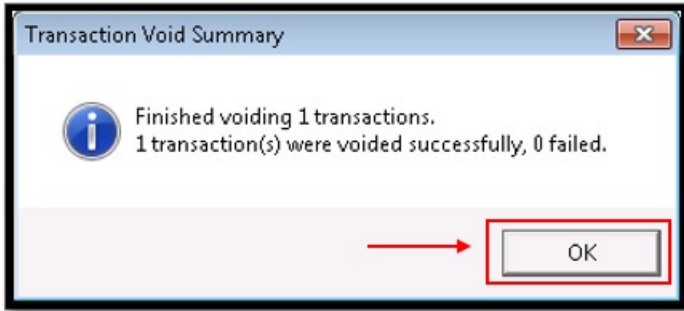 Transaction Void Summary
Finished voiding 1 transactions.
1 transaction(s) were voided successfully, 0 failed.
OK